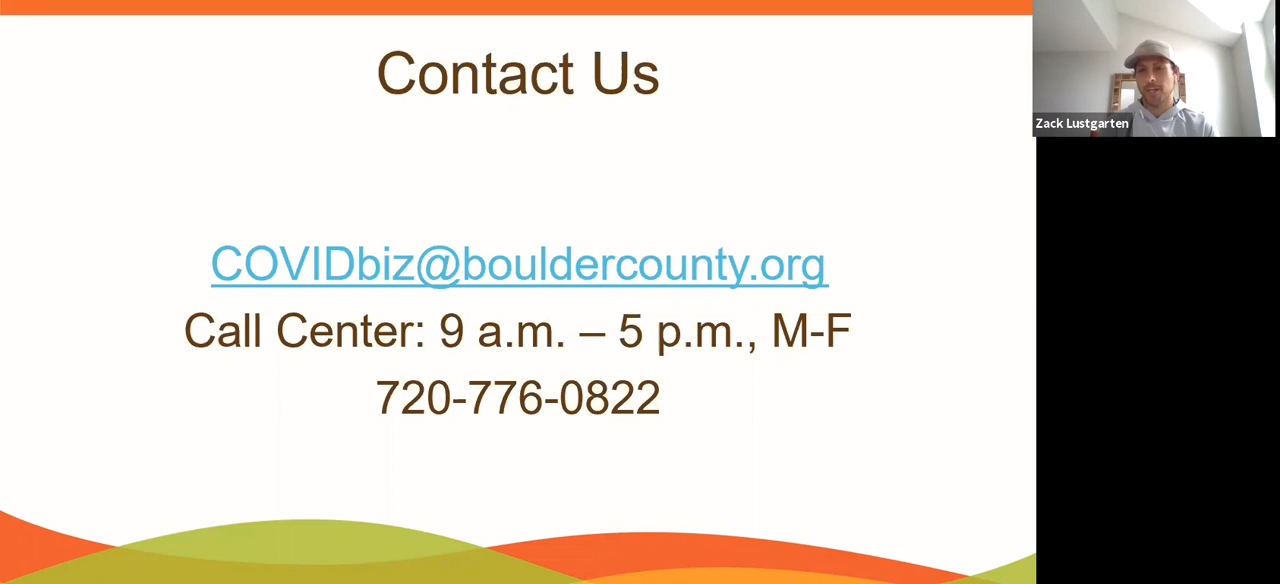 Contact Us
Zack Lustgarten
COVIDbiz@bouldercounty.org
Call Center: 9 a.m. – 5 p.m., M-F
720-776-0822